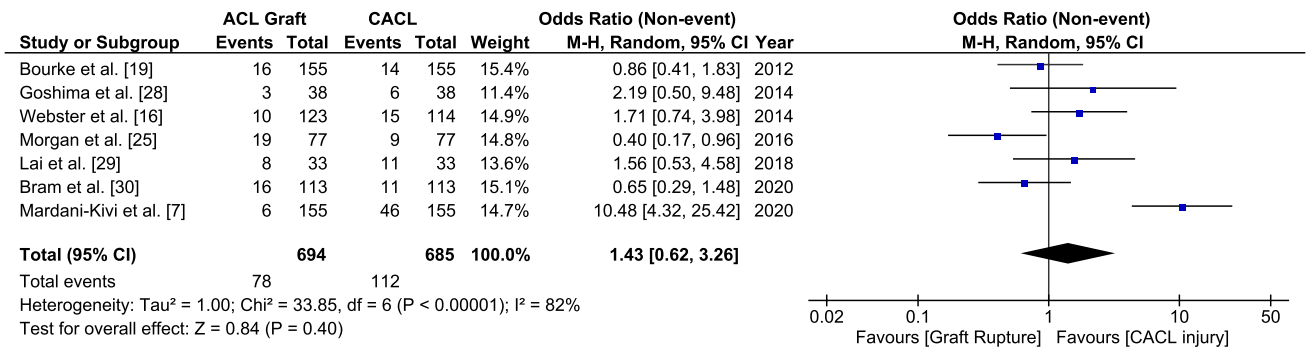 ACL Graft CACL Odds Ratio (Non-event) Odds Ratio (Non-event)
Study or Subgroup Events Total Events Total Weight M-H, Random, 95% CI Year M-H, Random, 95% CI
Bourke et al. [19] 16 155 14 155 15.4% 0.86 [0.41, 1.83] 2012
Goshima et al. [28] 3 38 6 38 11.4% 2.19 [0.50, 9.48] 2014
Webster et al. [16] 10 123 15 114 14.9% 1.71 [0.74, 3.98] 2014
Morgan et al. [25] 19 77 9 77 14.8% 0.40 [0.17, 0.96] 2016
Lai et al. [29] 8 33 11 33 13.6% 1.56 [0.53, 4.58] 2018
Bram et al. [30] 16 113 11 113 15.1% 0.65 [0.29, 1.48] 2020
Mardani-Kivi et al. [7] 6 155 46 155 14.7% 10.48 [4.32, 25.42] 2020
Total (95% CI) 694 685 100.0% 1.43 [0.62, 3.26]
Total events 78 112
Heterogeneity: Tau² = 1.00; Chi² = 33.85, df = 6 (P < 0.00001); I² = 82%
Test for overall effect: Z = 0.84 (P = 0.40)
0.02 0.1 1 10 50
Favours [Graft Rupture] Favours [CACL injury]